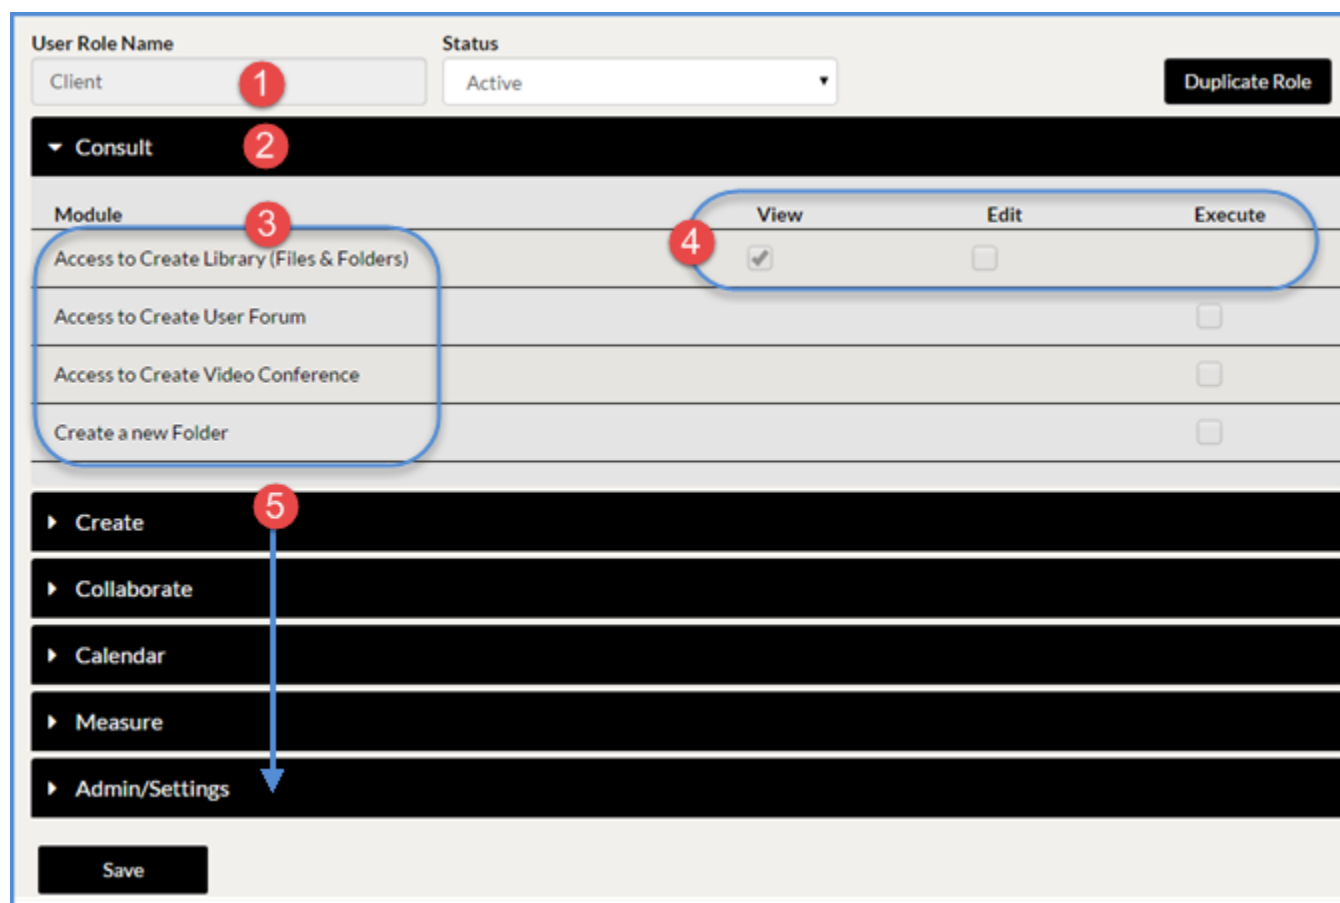 User Role Name Status
Client 1 Active Duplicate Role
Consult 2
Module 3 View Edit Execute
Access to Create Library (Files & Folders) 4
Access to Create User Forum
Access to Create Video Conference
Create a new Folder
5
Create
Collaborate
Calendar
Measure
Admin/Settings
Save